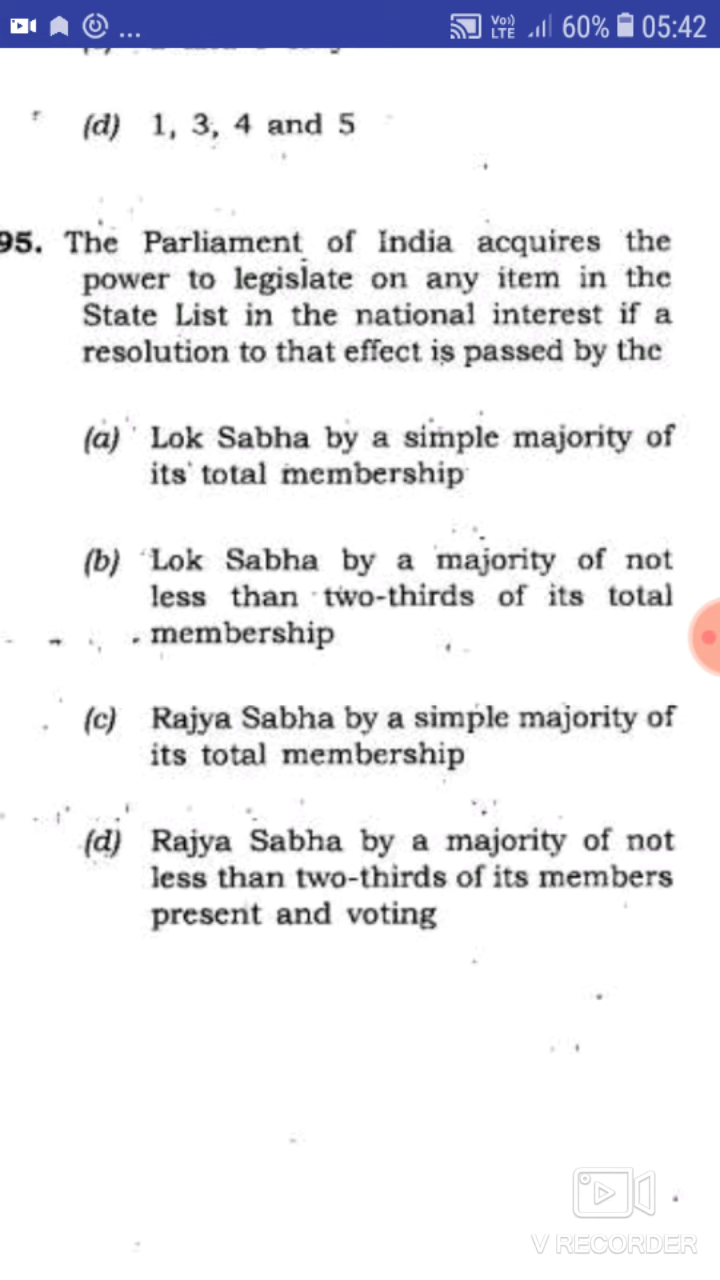 Vo))
LTE
60%
05:42
(d) 1, 3, 4 and 5
95. The Parliament of India acquires the
power to legislate on any item in the
State List in the national interest if a
resolution to that effect is passed by the
(a) Lok Sabha by a simple majority of
its total membership
(b) Lok Sabha by a majority of not
less than two-thirds of its total
membership
(c) Rajya Sabha by a simple majority of
its total membership
(d) Rajya Sabha by a majority of not
less than two-thirds of its members
present and voting
V RECORDER